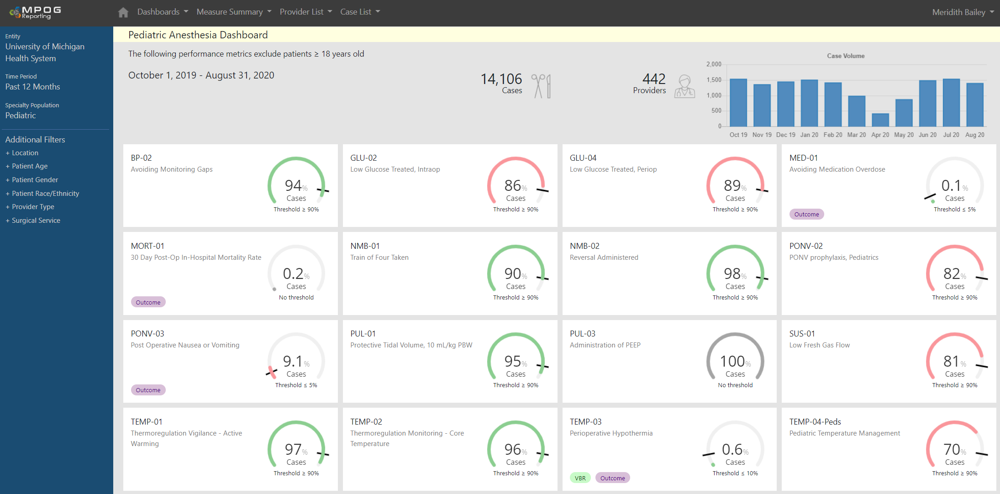 MPOG
Reporting
Dashboards
Measure Summary
Provider List
Case List
Meridith Bailey
Entity
University of Michigan
Health System
Time Period
Past 12 Months
Specialty Population
Pediatric
Additional Filters
+ Location
+ Patient Age
+ Patient Gender
+ Patient Race/Ethnicity
+ Provider Type
+ Surgical Service
Pediatric Anesthesia Dashboard
The following performance metrics exclude patients ≥ 18 years old
October 1, 2019 - August 31, 2020
14,106
Cases
442
Providers
Case Volume
2,000
1,500
1,000
500
0
Oct 19 Nov 19 Dec 19 Jan 20 Feb 20 Mar 20 Apr 20 May 20 Jun 20 Jul 20 Aug 20
BP-02
Avoiding Monitoring Gaps
94%
Cases
Threshold ≥ 90%
GLU-02
Low Glucose Treated, Intraop
86%
Cases
Threshold ≥ 90%
GLU-04
Low Glucose Treated, Periop
89%
Cases
Threshold ≥ 90%
MED-01
Avoiding Medication Overdose
0.1%
Cases
Threshold ≤ 5%
Outcome
MORT-01
30 Day Post-Op In-Hospital Mortality Rate
0.2%
Cases
No threshold
Outcome
NMB-01
Train of Four Taken
90%
Cases
Threshold ≥ 90%
NMB-02
Reversal Administered
98%
Cases
Threshold ≥ 90%
PONV-02
PONV prophylaxis, Pediatrics
82%
Cases
Threshold ≥ 90%
PONV-03
Post Operative Nausea or Vomiting
9.1%
Cases
Threshold ≤ 5%
Outcome
PUL-01
Protective Tidal Volume, 10 mL/kg PBW
95%
Cases
Threshold ≥ 90%
PUL-03
Administration of PEEP
100%
Cases
No threshold
SUS-01
Low Fresh Gas Flow
81%
Cases
Threshold ≥ 90%
TEMP-01
Thermoregulation Vigilance - Active
Warming
97%
Cases
Threshold ≥ 90%
TEMP-02
Thermoregulation Monitoring - Core
Temperature
96%
Cases
Threshold ≥ 90%
TEMP-03
Perioperative Hypothermia
0.6%
Cases
Threshold ≤ 10%
VBR
Outcome
TEMP-04-Peds
Pediatric Temperature Management
70%
Cases
Threshold ≥ 90%